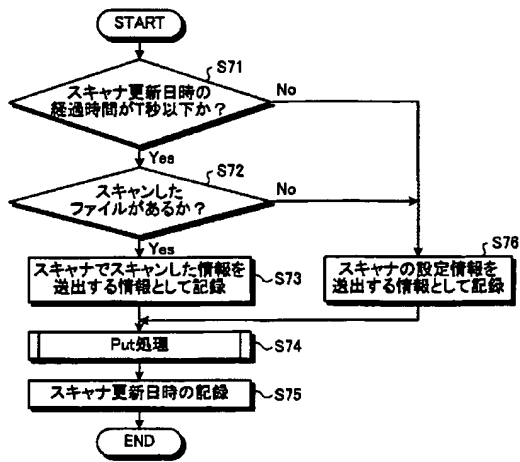 START
S71
スキャナ更新日時の
経過時間がT秒以下か?
No
Yes
S72
スキャンした
ファイルがあるか?
No
Yes
S73
スキャナでスキャンした情報を
送出する情報として記録
S76
スキャナの設定情報を
送出する情報として記録
Put処理
S74
スキャナ更新日時の記録
S75
END